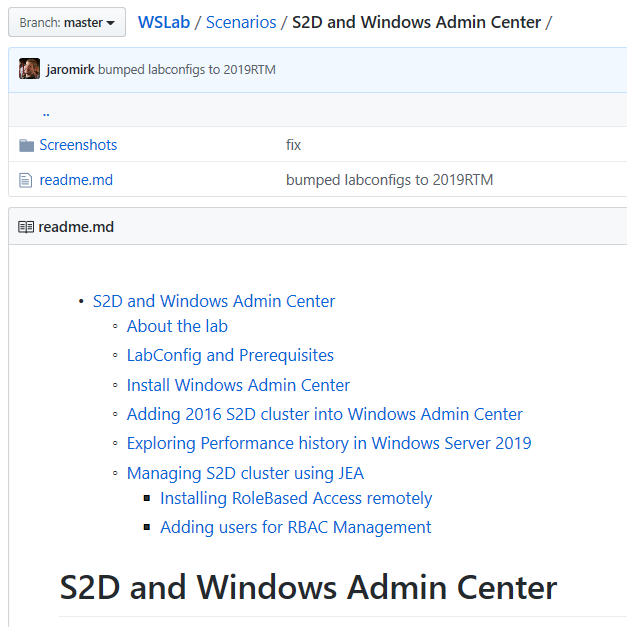 Branch: master
WSLab / Scenarios / S2D and Windows Admin Center /
jaromirk bumped labconfigs to 2019RTM
..
Screenshots fix
readme.md bumped labconfigs to 2019RTM
readme.md
• S2D and Windows Admin Center
◦ About the lab
◦ LabConfig and Prerequisites
◦ Install Windows Admin Center
◦ Adding 2016 S2D cluster into Windows Admin Center
◦ Exploring Performance history in Windows Server 2019
◦ Managing S2D cluster using JEA
▪ Installing RoleBased Access remotely
▪ Adding users for RBAC Management
S2D and Windows Admin Center